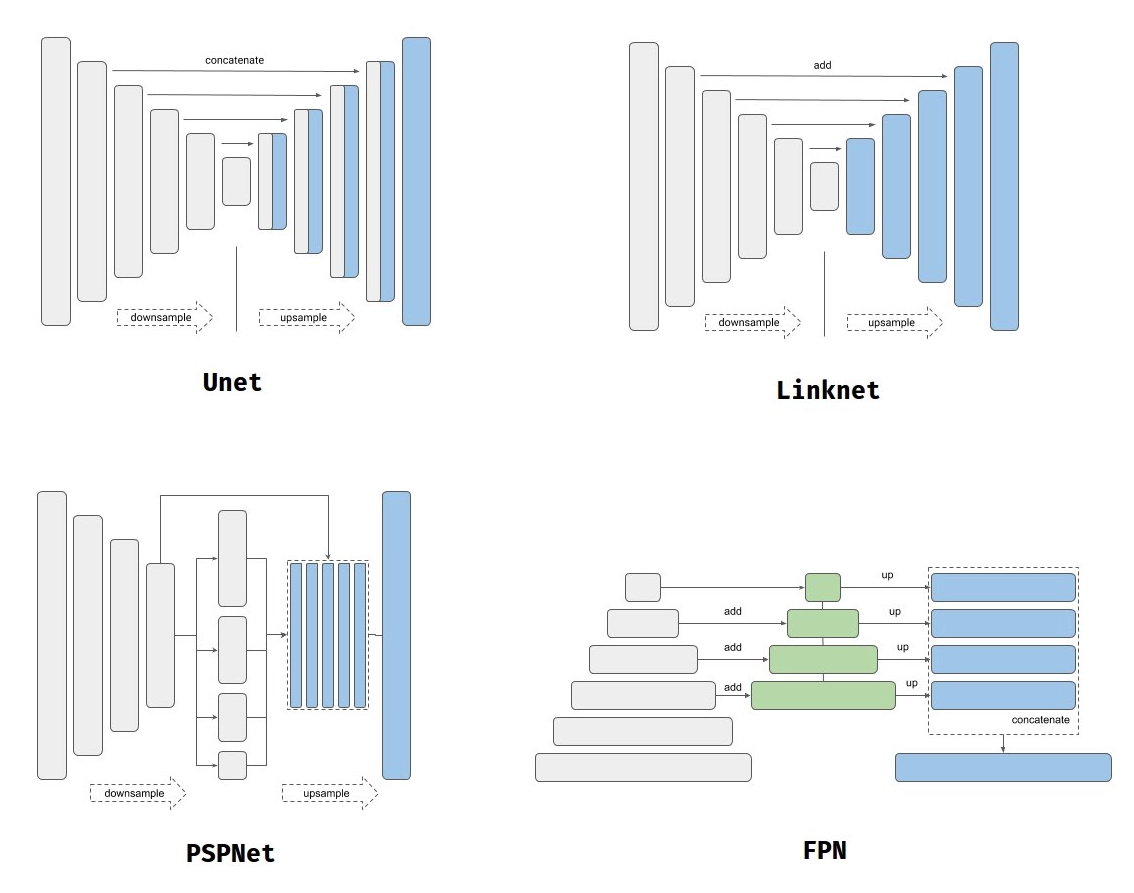 concatenate
downsample
upsample
Unet
add
downsample
upsample
Linknet
downsample
upsample
PSPNet
up
add
up
add
up
add
up
concatenate
FPN